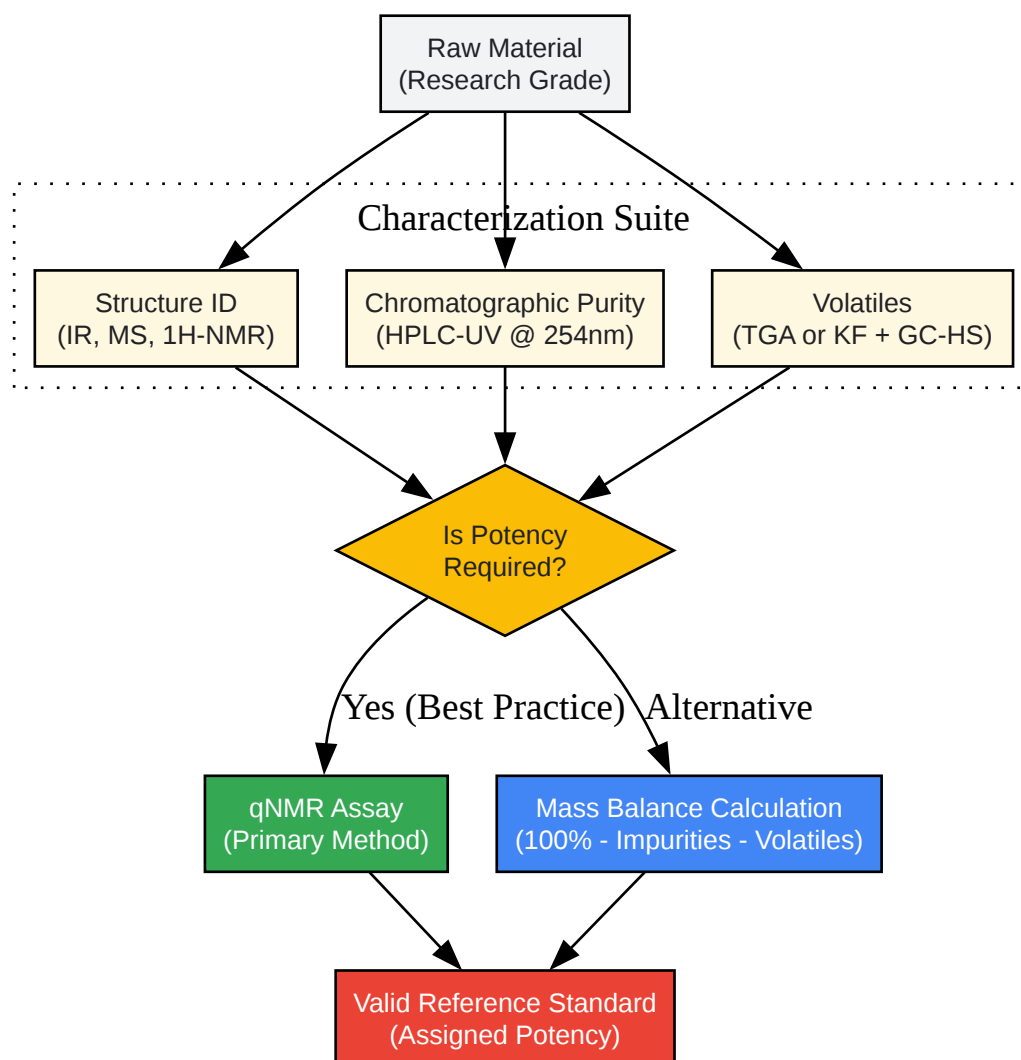 Raw Material
(Research Grade)
Characterization Suite
Structure ID
(IR, MS, 1H-NMR)
Chromatographic Purity
(HPLC-UV @ 254nm)
Volatiles
(TGA or KF + GC-HS)
Is Potency
Required?
Yes (Best Practice)
Alternative
qNMR Assay
(Primary Method)
Mass Balance Calculation
(100% - Impurities - Volatiles)
Valid Reference Standard
(Assigned Potency)